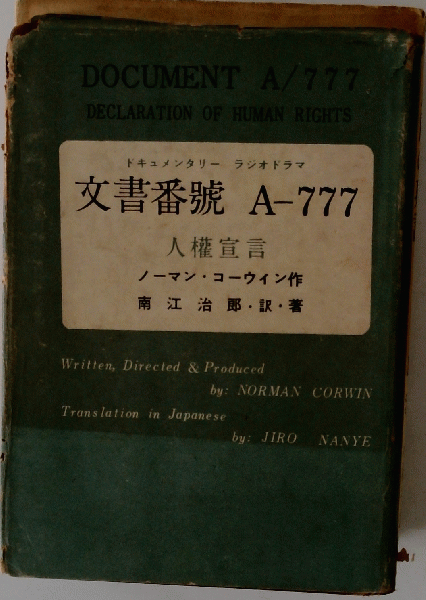 DOCUMENT A/777
DECLARATION OF HUMAN RIGHTS
ドキュメンタリー ラジオドラマ
文書番號 A-777
人權宣言
ノーマン・コーウィン作
南江治郎・訳・著
Written, Directed & Produced
by: NORMAN CORWIN
Translation in Japanese
by: JIRO NANYE